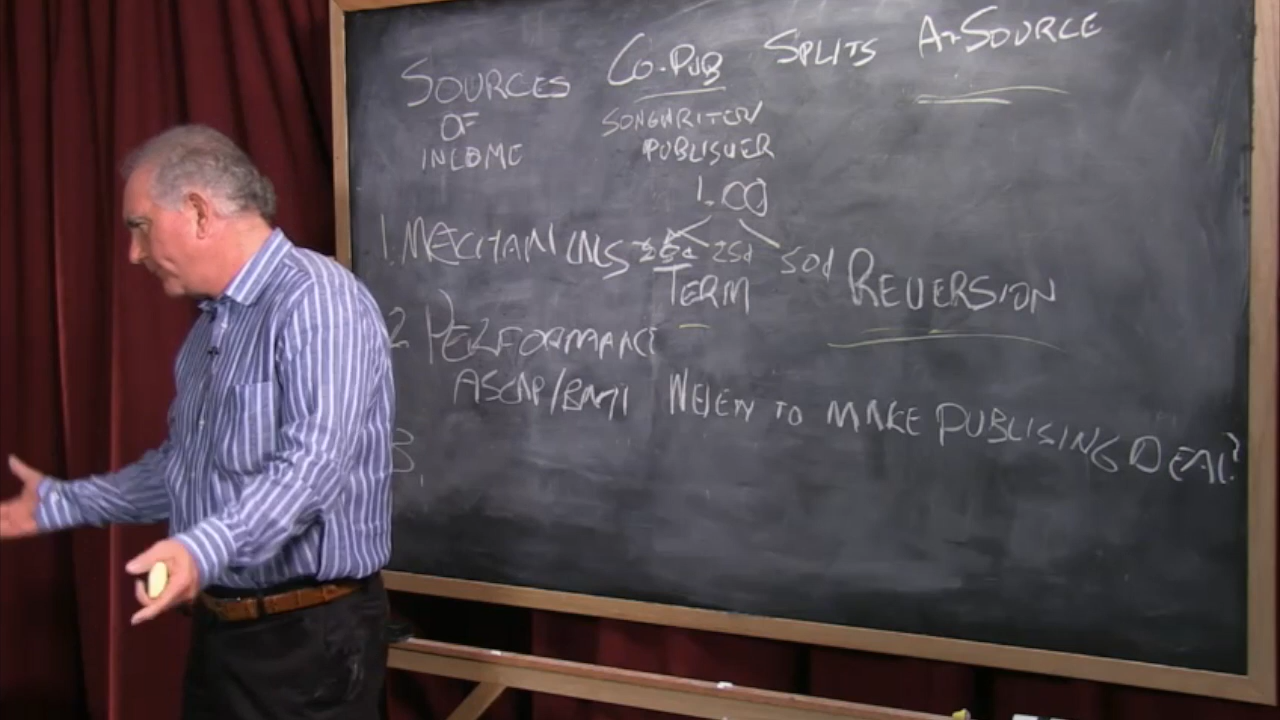 SOURCES
OF
INCOME
CO-PUB
SPLITS
AT SOURCE
SONGWRITER
PUBLISHER
1.00
1. MECHANICALS 25¢ 25¢ 50¢
TERM
REVERSION
2 PERFORMANCE
ASCAP/BMI
WHEN TO MAKE PUBLISING DEAL?
3.